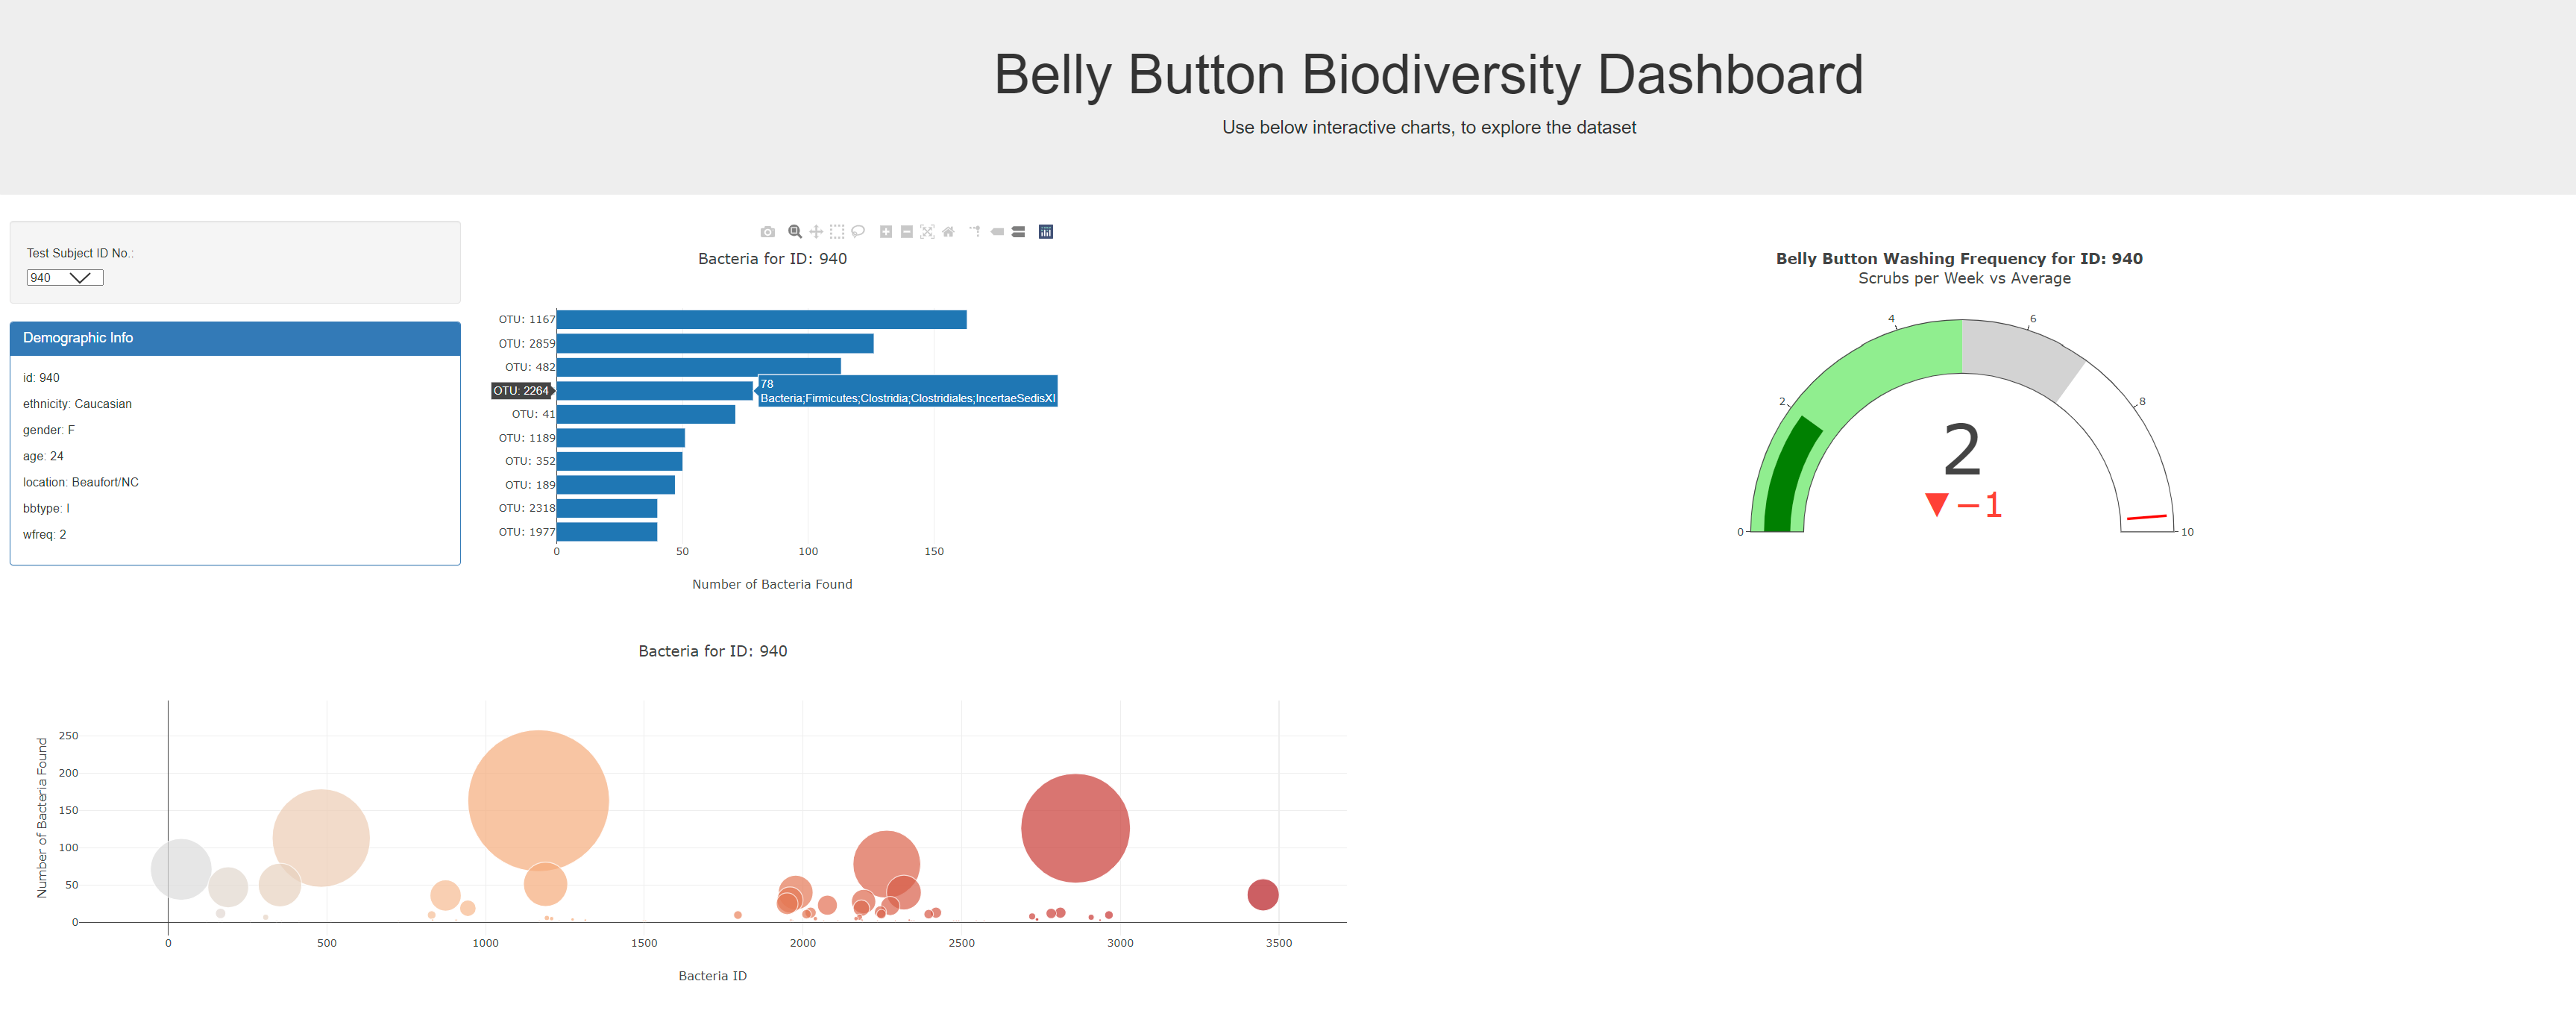 Belly Button Biodiversity Dashboard
Use below interactive charts, to explore the dataset
Test Subject ID No.:
940
Demographic Info
id: 940
ethnicity: Caucasian
gender: F
age: 24
location: Beaufort/NC
bbtype: I
wfreq: 2
Bacteria for ID: 940
OTU: 1167
OTU: 2859
OTU: 482
OTU: 2264
78
Bacteria;Firmicutes;Clostridia;Clostridiales;IncertaeSedisXI
OTU: 41
OTU: 1189
OTU: 352
OTU: 189
OTU: 2318
OTU: 1977
0 50 100 150
Number of Bacteria Found
Belly Button Washing Frequency for ID: 940
Scrubs per Week vs Average
0 2 4 6 8 10
2
▼−1
Bacteria for ID: 940
Number of Bacteria Found
250
200
150
100
50
0
0 500 1000 1500 2000 2500 3000 3500
Bacteria ID